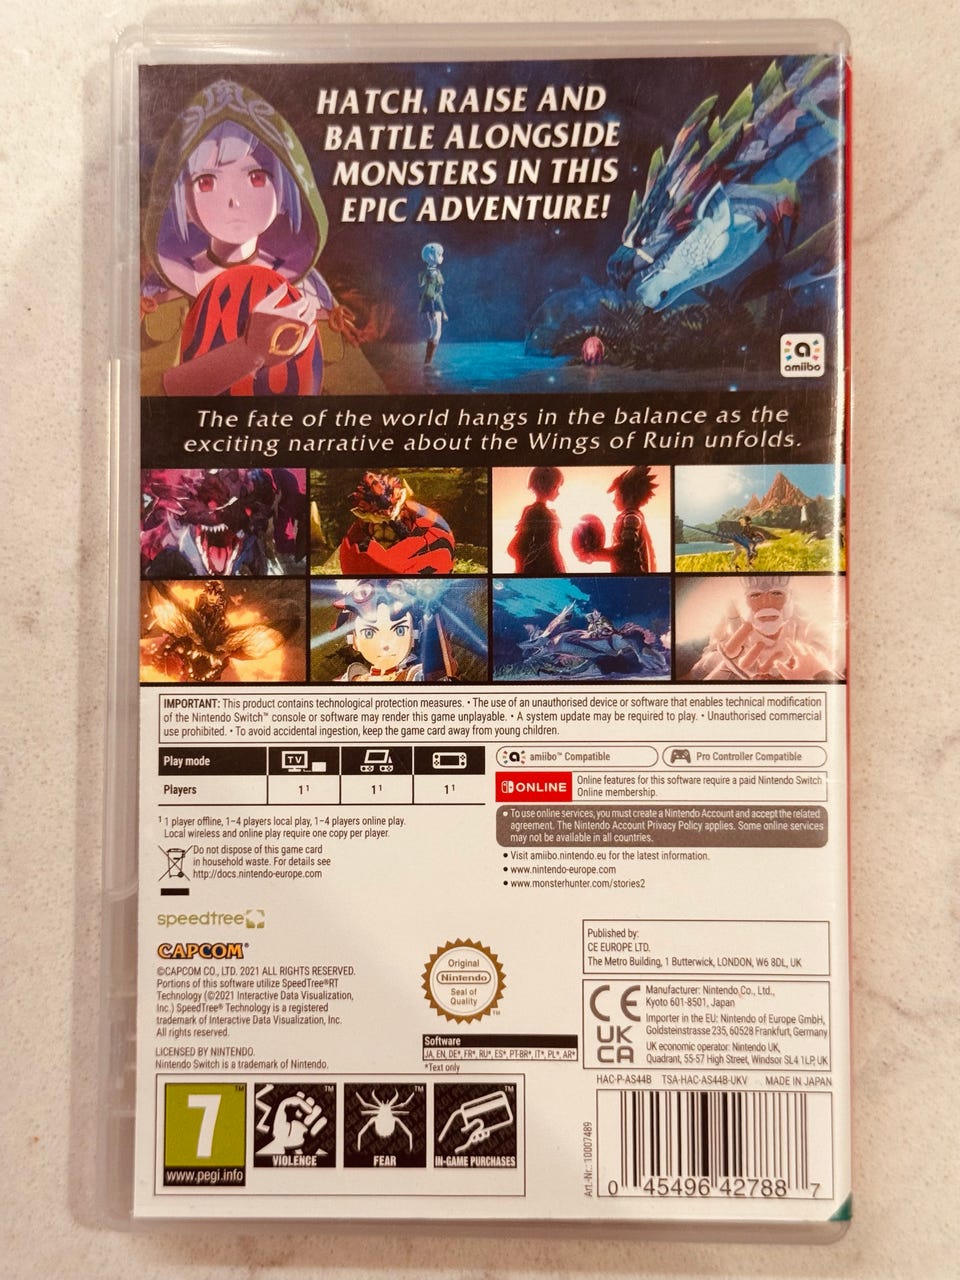 HATCH, RAISE AND
BATTLE ALONGSIDE
MONSTERS IN THIS
EPIC ADVENTURE!
amiibo
The fate of the world hangs in the balance as the
exciting narrative about the Wings of Ruin unfolds.
IMPORTANT: This product contains technological protection measures. • The use of an unauthorised device or software that enables technical modification
of the Nintendo Switch™ console or software may render this game unplayable. • A system update may be required to play. • Unauthorised commercial
use prohibited. • To avoid accidental ingestion, keep the game card away from young children.
Play mode TV
Players 1¹ 1¹ 1¹
¹ 1 player offline, 1–4 players local play, 1–4 players online play.
Local wireless and online play require one copy per player.
Do not dispose of this game card
in household waste. For details see
http://docs.nintendo-europe.com
amiibo™ Compatible
Pro Controller Compatible
ONLINE
Online features for this software require a paid Nintendo Switch
Online membership.
• To use online services, you must create a Nintendo Account and accept the related
agreement. The Nintendo Account Privacy Policy applies. Some online services
may not be available in all countries.
• Visit amiibo.nintendo.eu for the latest information.
• www.nintendo-europe.com
• www.monsterhunter.com/stories2
speedtree
CAPCOM®
©CAPCOM CO., LTD. 2021 ALL RIGHTS RESERVED.
Portions of this software utilize SpeedTree®RT
Technology (©2021 Interactive Data Visualization,
Inc.) SpeedTree® Technology is a registered
trademark of Interactive Data Visualization, Inc.
All rights reserved.
LICENSED BY NINTENDO.
Nintendo Switch is a trademark of Nintendo.
Original
Nintendo
Seal of
Quality
TM
Software
JA, EN, DE*, FR*, RU*, ES*, PT-BR*, IT*, PL*, AR*
*Text only
Published by:
CE EUROPE LTD.
The Metro Building, 1 Butterwick, LONDON, W6 8DL, UK
CE
UK
CA
Manufacturer: Nintendo Co., Ltd.,
Kyoto 601-8501, Japan
Importer in the EU: Nintendo of Europe GmbH,
Goldsteinstrasse 235, 60528 Frankfurt, Germany
UK economic operator: Nintendo UK,
Quadrant, 55-57 High Street, Windsor SL4 1LP, UK
HAC-P-AS44B TSA-HAC-AS44B-UKV MADE IN JAPAN
7
www.pegi.info
VIOLENCE
FEAR
IN-GAME PURCHASES
Art.-Nr.: 10007489
0 45496 42788 7